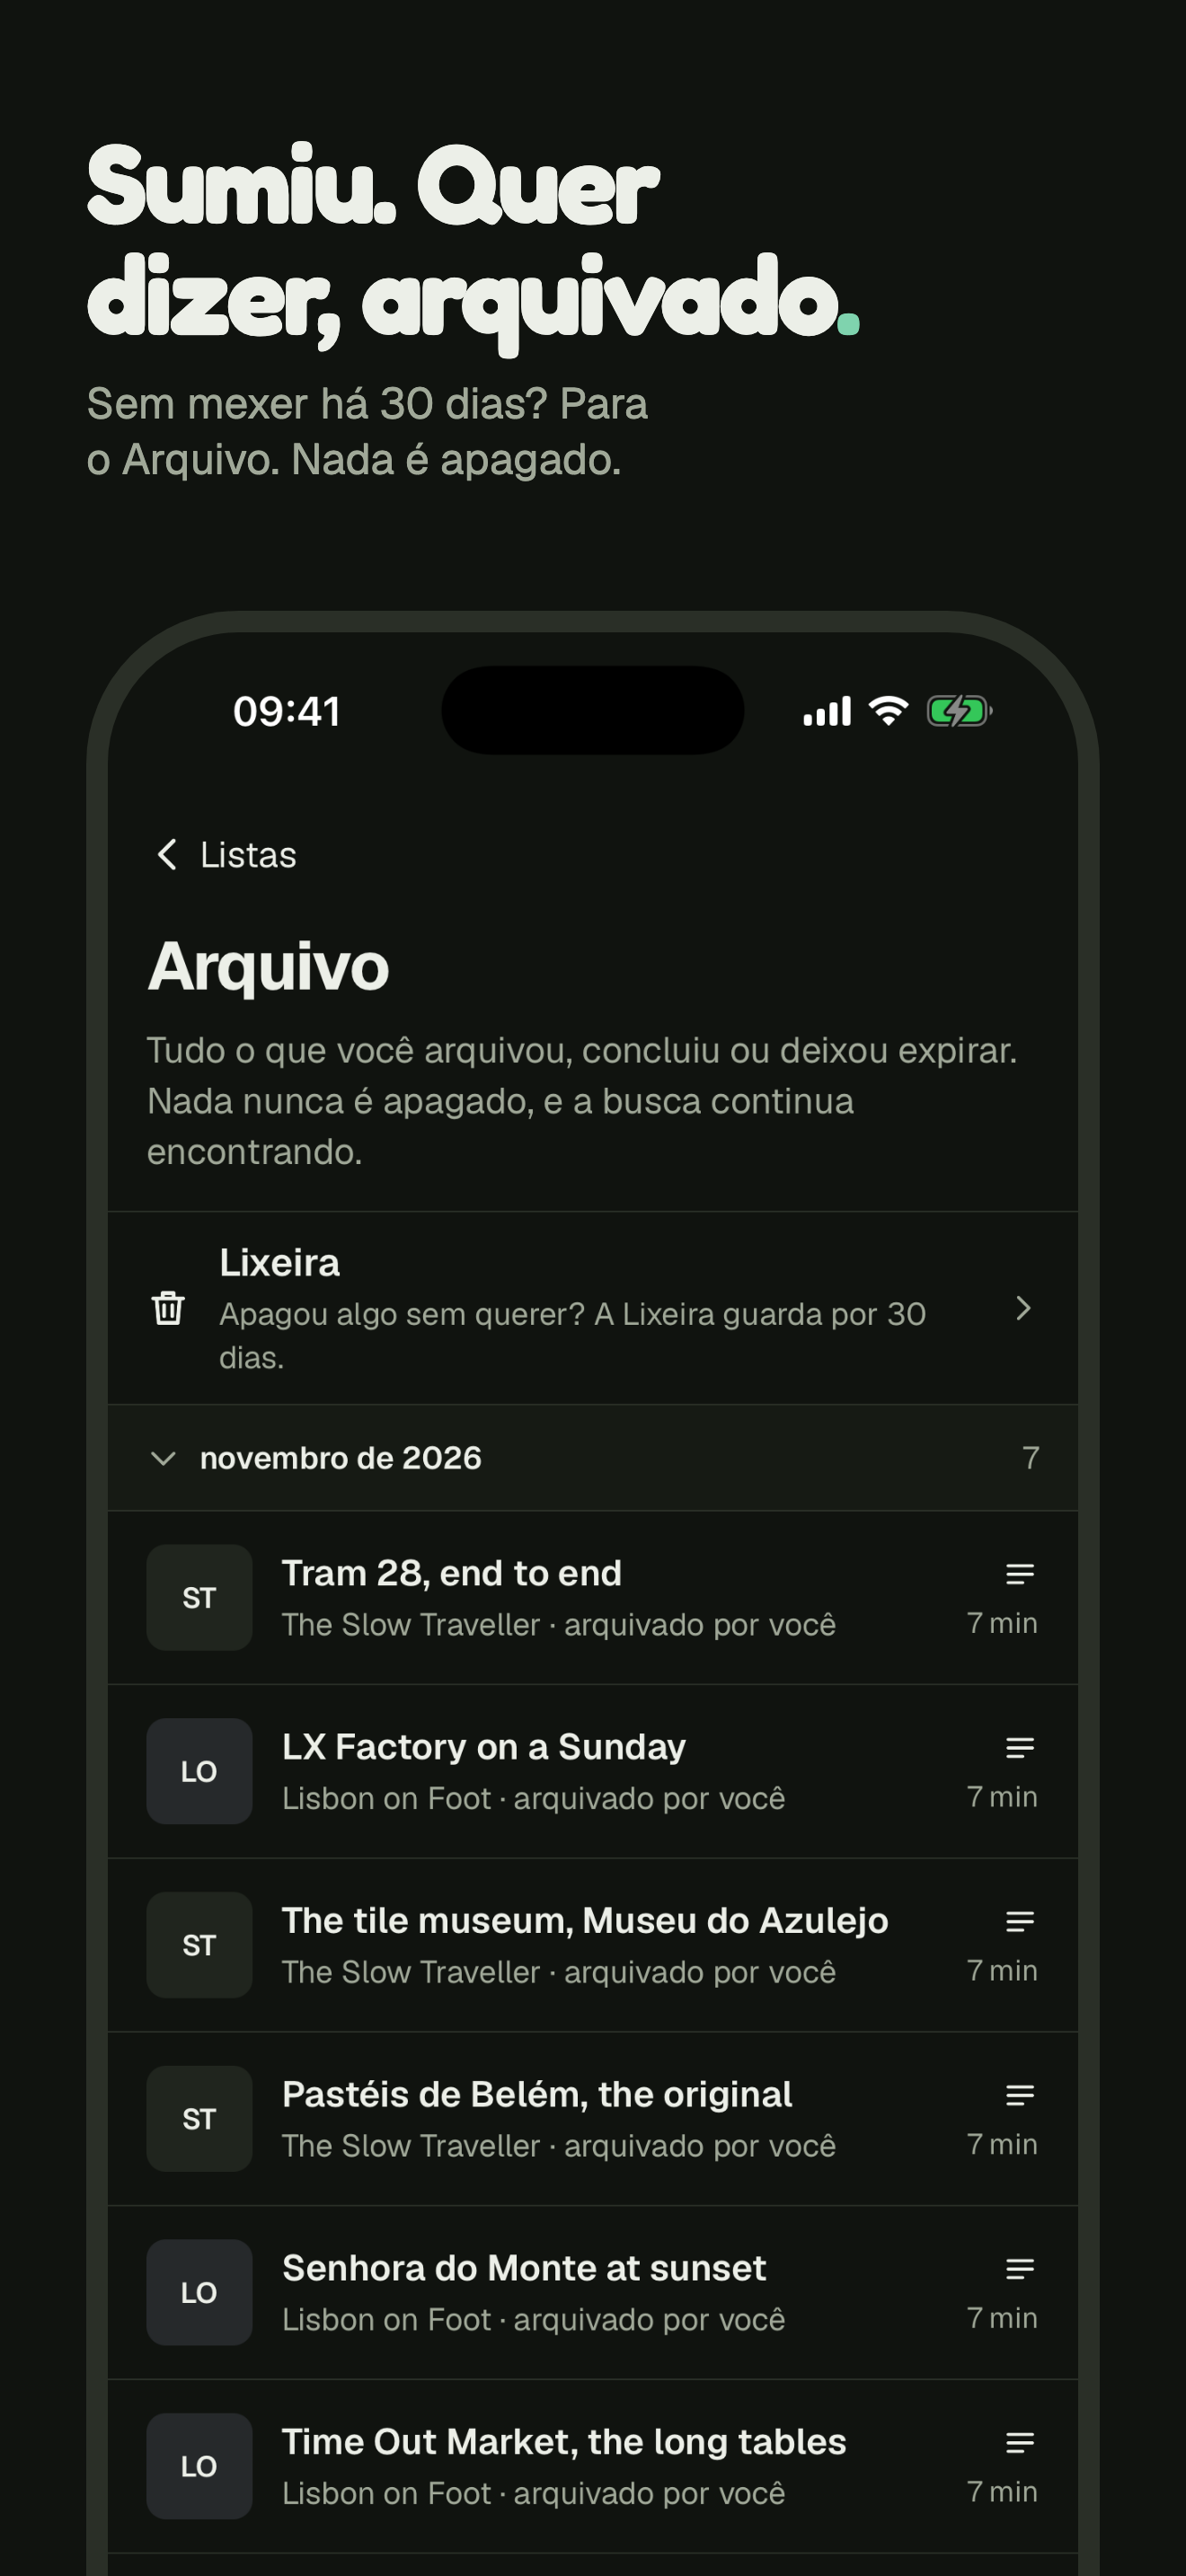 Sumiu. Quer
dizer, arquivado.
Sem mexer há 30 dias? Para
o Arquivo. Nada é apagado.
09:41
Listas
Arquivo
Tudo o que você arquivou, concluiu ou deixou expirar.
Nada nunca é apagado, e a busca continua
encontrando.
Lixeira
Apagou algo sem querer? A Lixeira guarda por 30
dias.
novembro de 2026 7
ST
Tram 28, end to end
The Slow Traveller · arquivado por você 7 min
LO
LX Factory on a Sunday
Lisbon on Foot · arquivado por você 7 min
ST
The tile museum, Museu do Azulejo
The Slow Traveller · arquivado por você 7 min
ST
Pastéis de Belém, the original
The Slow Traveller · arquivado por você 7 min
LO
Senhora do Monte at sunset
Lisbon on Foot · arquivado por você 7 min
LO
Time Out Market, the long tables
Lisbon on Foot · arquivado por você 7 min